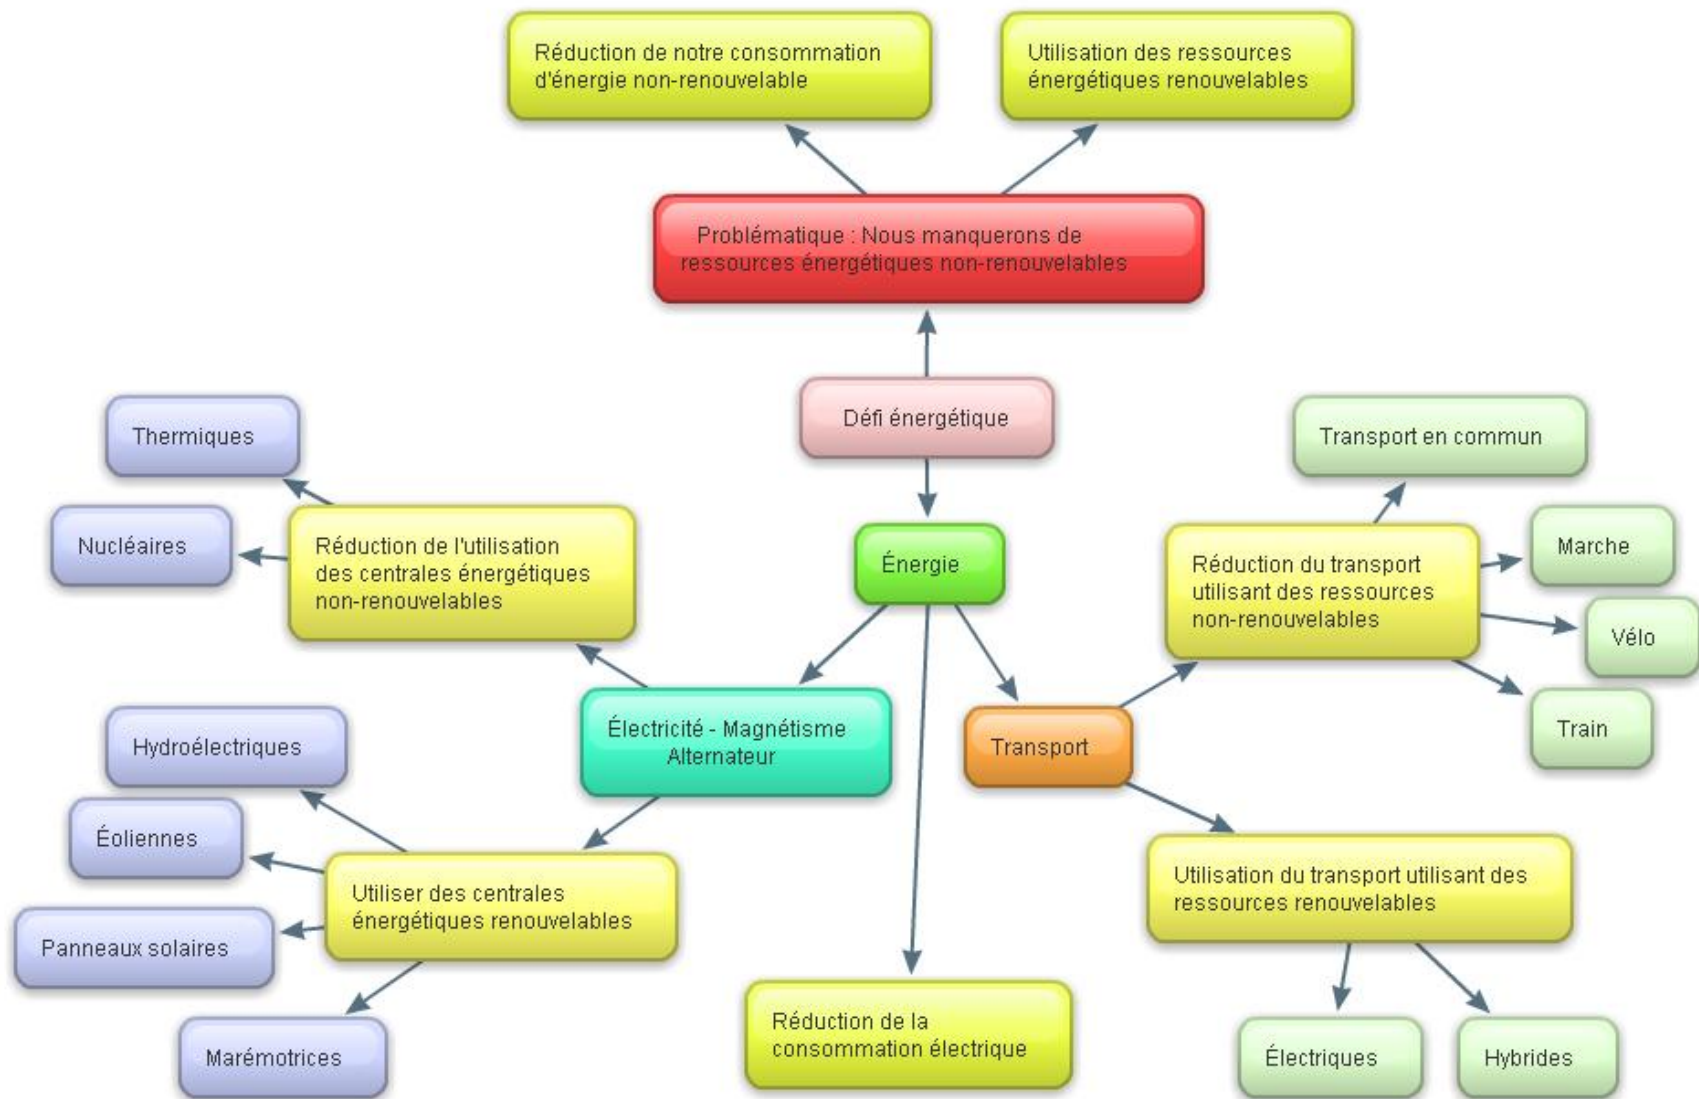 Réduction de notre consommation
d'énergie non-renouvelable
Utilisation des ressources
énergétiques renouvelables
Problématique : Nous manquerons de
ressources énergétiques non-renouvelables
Défi énergétique
Thermiques
Transport en commun
Nucléaires
Réduction de l'utilisation
des centrales énergétiques
non-renouvelables
Énergie
Réduction du transport
utilisant des ressources
non-renouvelables
Marche
Vélo
Train
Hydroélectriques
Électricité - Magnétisme
Alternateur
Transport
Éoliennes
Utiliser des centrales
énergétiques renouvelables
Panneaux solaires
Marémotrices
Utilisation du transport utilisant des
ressources renouvelables
Réduction de la
consommation électrique
Électriques
Hybrides